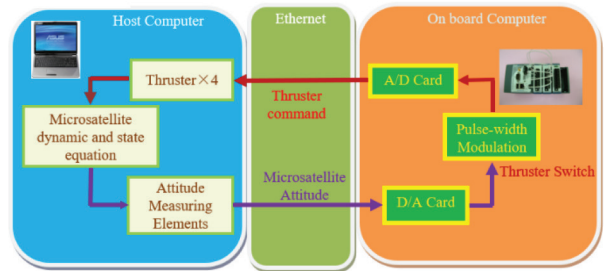 Host Computer
Ethernet
On board Computer
Thruster×4
A/D Card
Thruster
command
Microsatellite
dynamic and state
equation
Pulse-width
Modulation
Thruster Switch
Microsatellite
Attitude
Attitude
Measuring
Elements
D/A Card